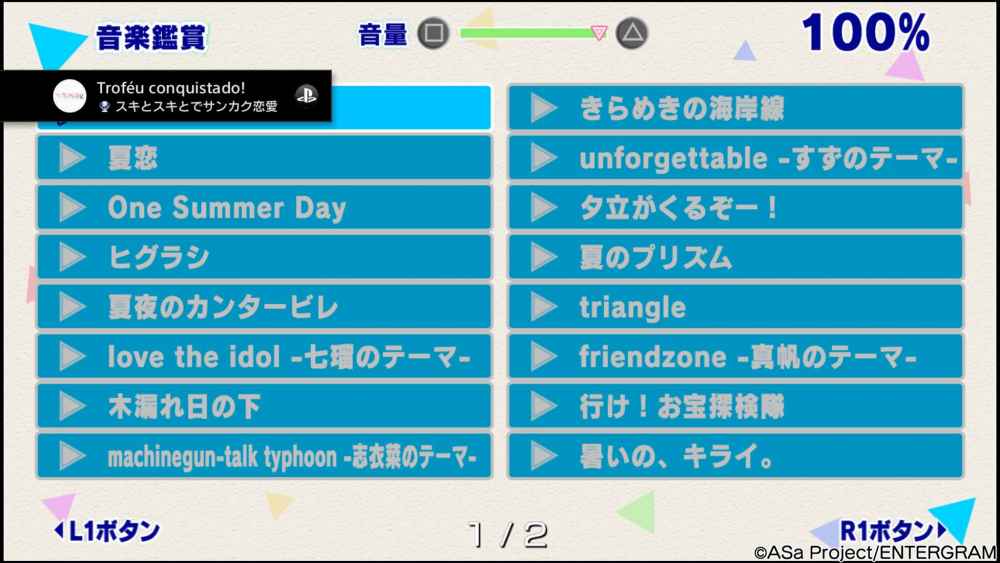 音楽鑑賞
音量
100%
Troféu conquistado!
スキとスキとでサンカク恋愛
夏恋
One Summer Day
ヒグラシ
夏夜のカンタービレ
love the idol -七瑠のテーマ-
木漏れ日の下
machinegun-talk typhoon -志衣菜のテーマ-
きらめきの海岸線
unforgettable -すずのテーマ-
夕立がくるぞー！
夏のプリズム
triangle
friendzone -真帆のテーマ-
行け！お宝探検隊
暑いの、キライ。
L1ボタン
1/2
R1ボタン
©ASa Project/ENTERGRAM